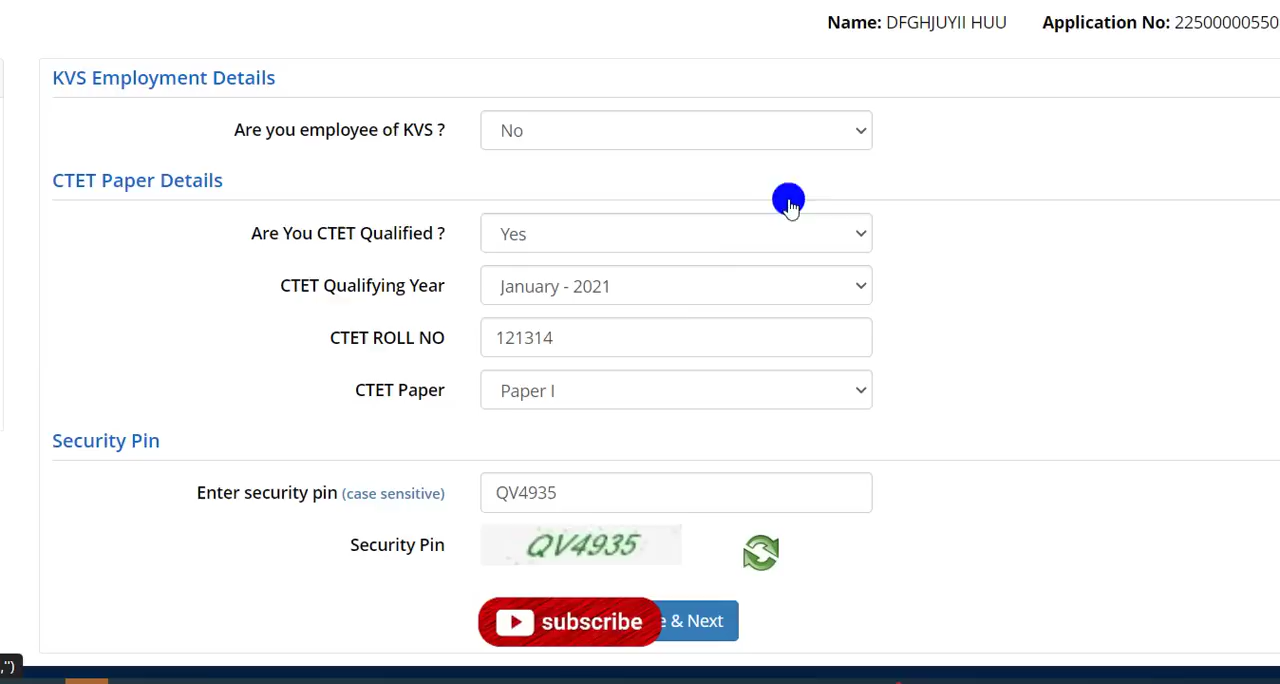 Name: DFGHJUYII HUU Application No: 22500000550
KVS Employment Details
Are you employee of KVS ? No
CTET Paper Details
Are You CTET Qualified ? Yes
CTET Qualifying Year January - 2021
CTET ROLL NO 121314
CTET Paper Paper I
Security Pin
Enter security pin (case sensitive) QV4935
Security Pin QV4935
subscribe e & Next
,")